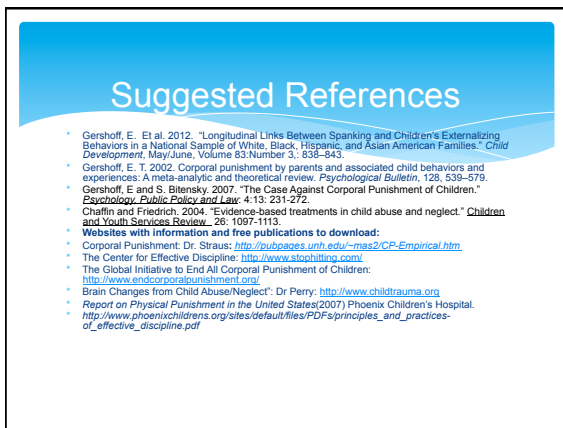 Suggested References
* Gershoff, E. Et al. 2012. “Longitudinal Links Between Spanking and Children’s Externalizing
Behaviors in a National Sample of White, Black, Hispanic, and Asian American Families.” Child
Development, May/June, Volume 83:Number 3,: 838–843.
* Gershoff, E. T. 2002. Corporal punishment by parents and associated child behaviors and
experiences: A meta-analytic and theoretical review. Psychological Bulletin, 128, 539–579.
* Gershoff, E and S. Bitensky. 2007. “The Case Against Corporal Punishment of Children.”
Psychology, Public Policy and Law: 4:13: 231-272.
* Chaffin and Friedrich. 2004. “Evidence-based treatments in child abuse and neglect.” Children
and Youth Services Review 26: 1097-1113.
* Websites with information and free publications to download:
* Corporal Punishment: Dr. Straus: http://pubpages.unh.edu/~mas2/CP-Empirical.htm
* The Center for Effective Discipline: http://www.stophitting.com/
* The Global Initiative to End All Corporal Punishment of Children:
http://www.endcorporalpunishment.org/
* Brain Changes from Child Abuse/Neglect”: Dr Perry: http://www.childtrauma.org
* Report on Physical Punishment in the United States(2007) Phoenix Children’s Hospital.
* http://www.phoenixchildrens.org/sites/default/files/PDFs/principles_and_practices-
of_effective_discipline.pdf